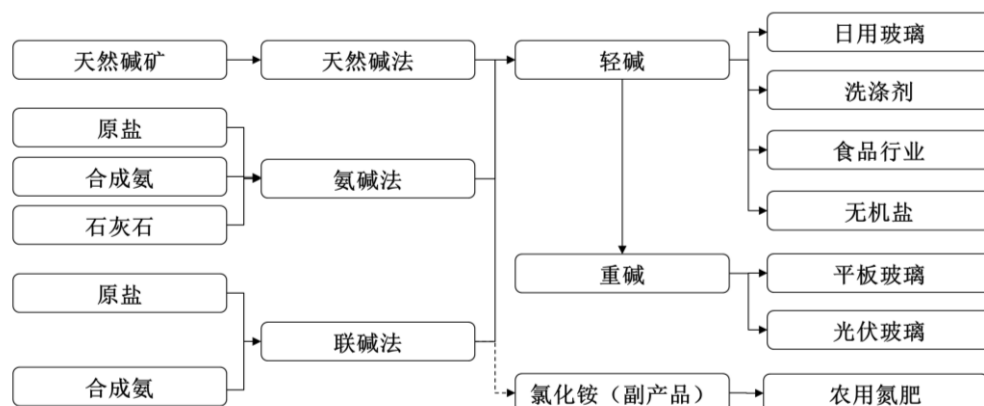 天然碱矿
天然碱法
轻碱
日用玻璃
洗涤剂
食品行业
无机盐
原盐
合成氨
石灰石
氨碱法
重碱
平板玻璃
光伏玻璃
原盐
合成氨
联碱法
氯化铵（副产品）
农用氮肥